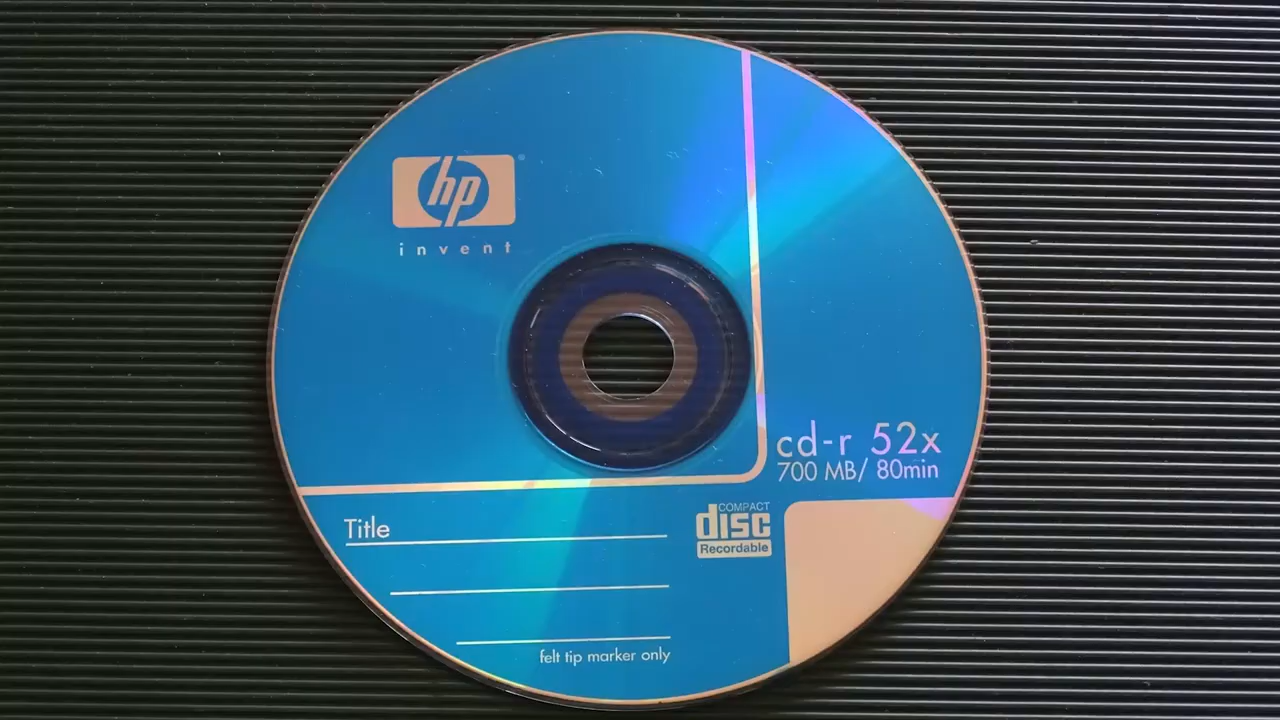 hp
invent
cd-r 52x
700 MB/ 80min
Title
COMPACT
disc
Recordable
felt tip marker only